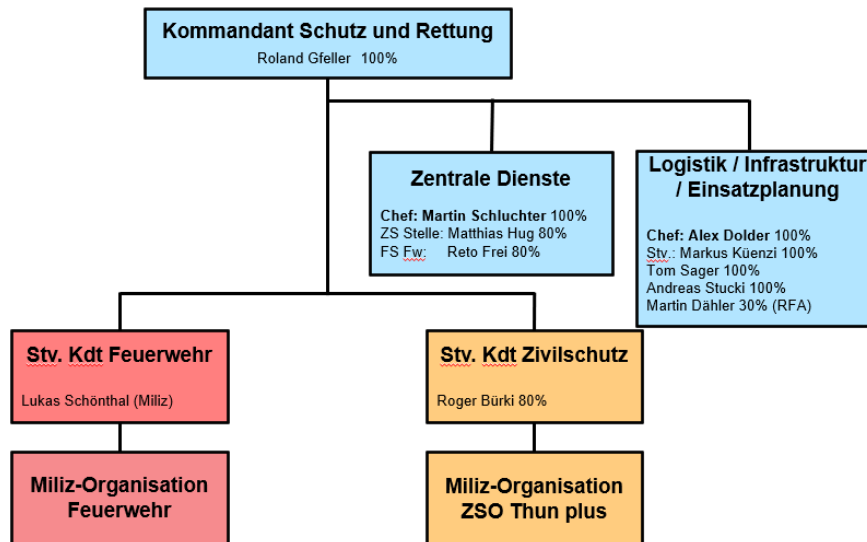 Kommandant Schutz und Rettung
Roland Gfeller 100%
Zentrale Dienste
Chef: Martin Schluchter 100%
ZS Stelle: Matthias Hug 80%
FS Fw: Reto Frei 80%
Logistik / Infrastruktur
/ Einsatzplanung
Chef: Alex Dolder 100%
Stv.: Markus Küenzi 100%
Tom Sager 100%
Andreas Stucki 100%
Martin Dähler 30% (RFA)
Stv. Kdt Feuerwehr
Lukas Schönthal (Miliz)
Stv. Kdt Zivilschutz
Roger Bürki 80%
Miliz-Organisation
Feuerwehr
Miliz-Organisation
ZSO Thun plus